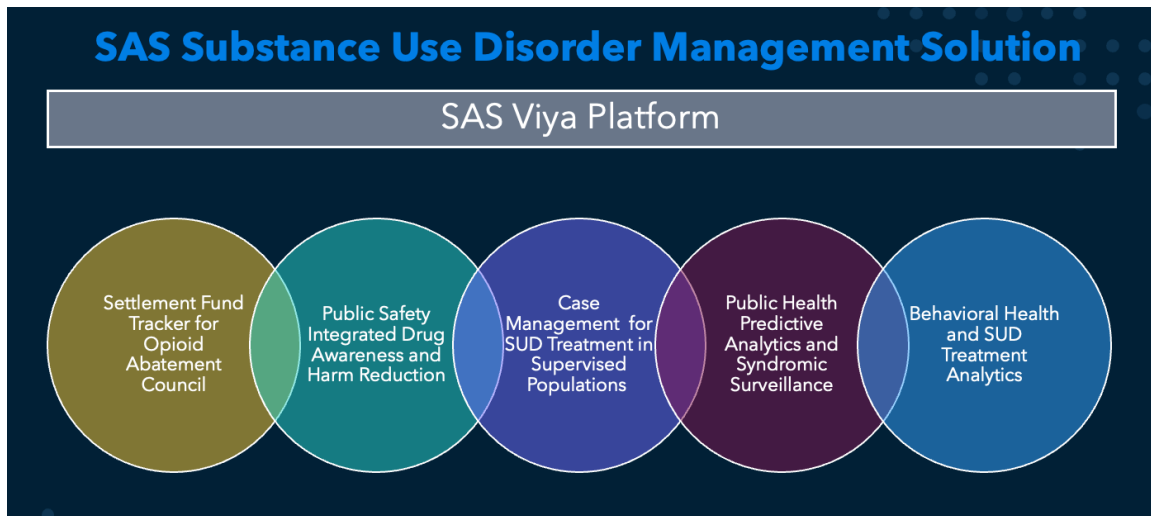 SAS Substance Use Disorder Management Solution
SAS Viya Platform
Settlement Fund
Tracker for
Opioid
Abatement
Council
Public Safety
Integrated Drug
Awareness and
Harm Reduction
Case
Management for
SUD Treatment in
Supervised
Populations
Public Health
Predictive
Analytics and
Syndromic
Surveillance
Behavioral Health
and SUD
Treatment
Analytics